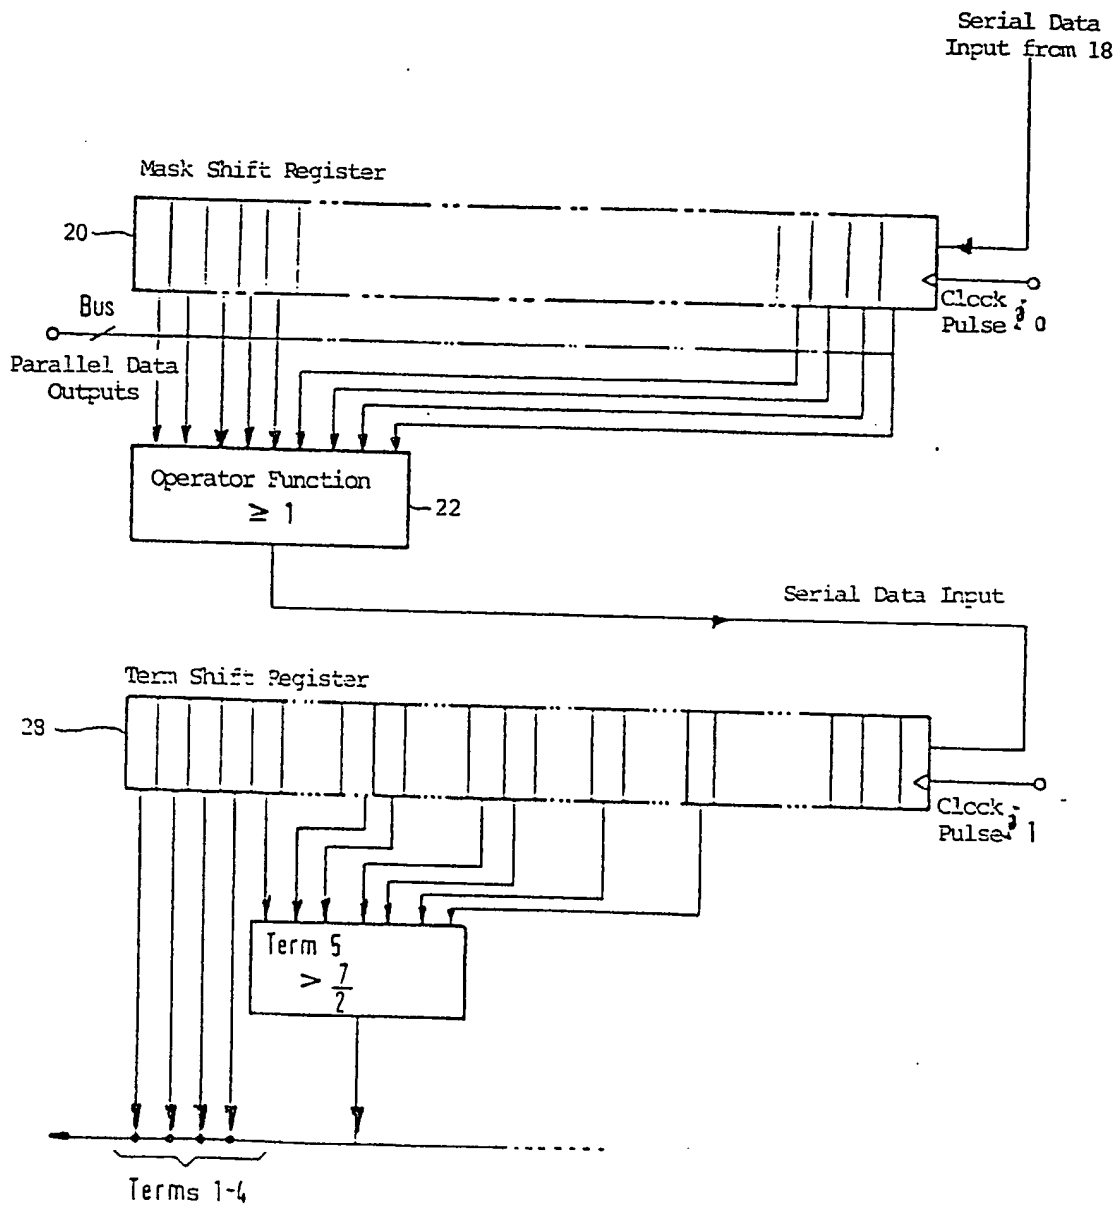 Serial Data
Input from 18
Mask Shift Register
20
Bus
Clock
Pulse 0
Parallel Data
Outputs
Operator Function
≥ 1
22
Serial Data Input
Term Shift Register
28
Clock
Pulse 1
Term 5
> 7/2
Terms 1-4